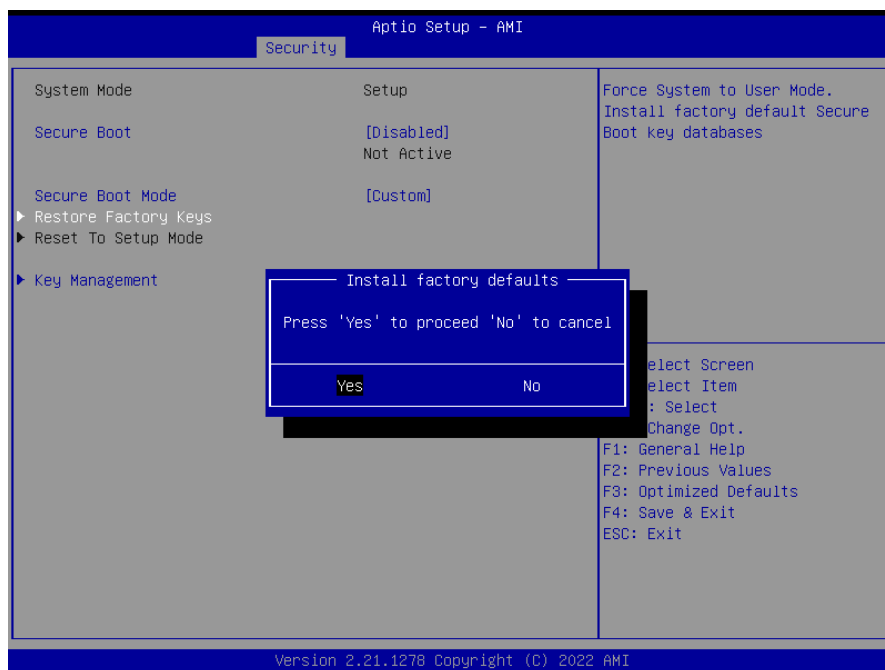 Aptio Setup – AMI
Security
System Mode Setup
Secure Boot [Disabled]
Not Active
Secure Boot Mode [Custom]
Restore Factory Keys
Reset To Setup Mode
Key Management
Force System to User Mode.
Install factory default Secure
Boot key databases
Install factory defaults
Press 'Yes' to proceed 'No' to cancel
Yes No
elect Screen
elect Item
: Select
Change Opt.
F1: General Help
F2: Previous Values
F3: Optimized Defaults
F4: Save & Exit
ESC: Exit
Version 2.21.1278 Copyright (C) 2022 AMI